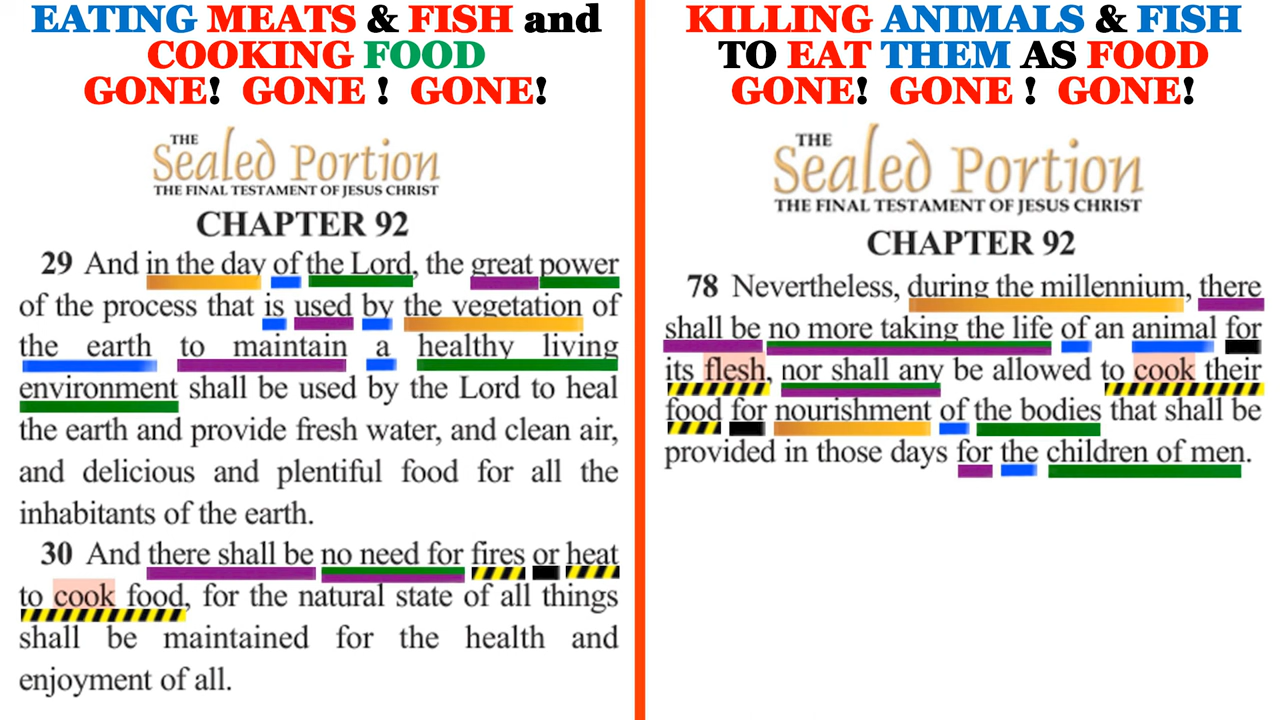 EATING MEATS & FISH and
COOKING FOOD
GONE! GONE ! GONE!
THE
Sealed Portion
THE FINAL TESTAMENT OF JESUS CHRIST
CHAPTER 92
29 And in the day of the Lord, the great power
of the process that is used by the vegetation of
the earth to maintain a healthy living
environment shall be used by the Lord to heal
the earth and provide fresh water, and clean air,
and delicious and plentiful food for all the
inhabitants of the earth.
30 And there shall be no need for fires or heat
to cook food, for the natural state of all things
shall be maintained for the health and
enjoyment of all.
KILLING ANIMALS & FISH
TO EAT THEM AS FOOD
GONE! GONE ! GONE!
THE
Sealed Portion
THE FINAL TESTAMENT OF JESUS CHRIST
CHAPTER 92
78 Nevertheless, during the millennium, there
shall be no more taking the life of an animal for
its flesh, nor shall any be allowed to cook their
food for nourishment of the bodies that shall be
provided in those days for the children of men.